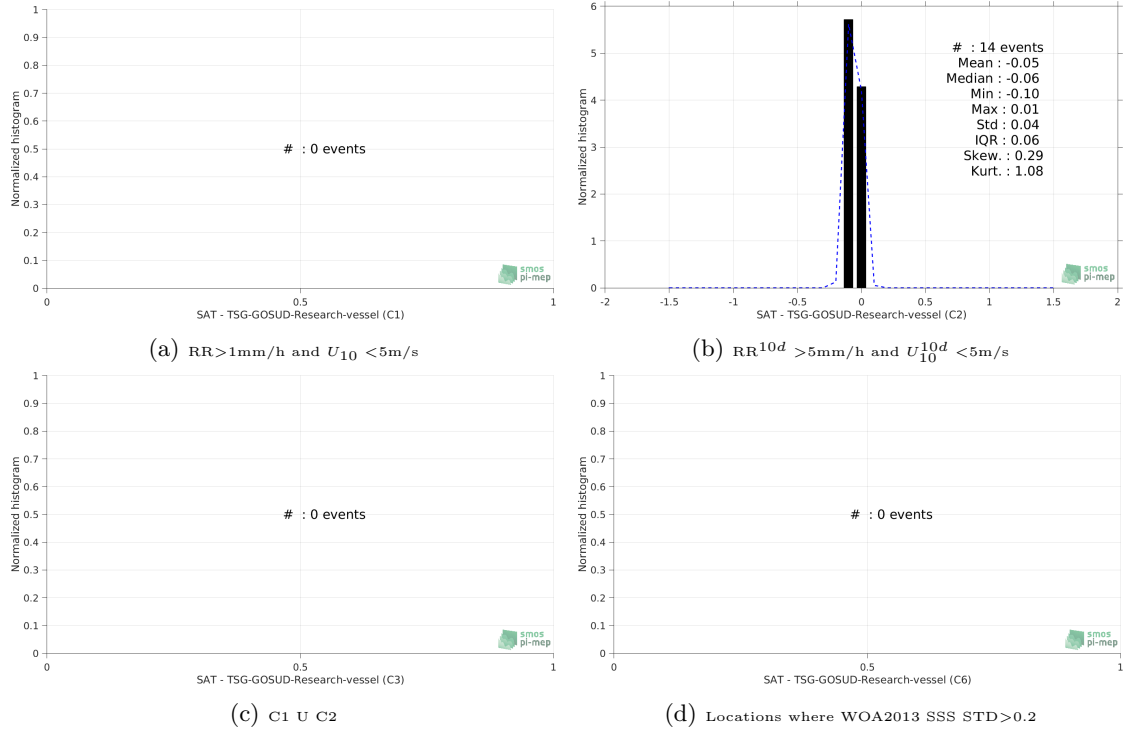 1
0.9
0.8
0.7
0.6
0.5
0.4
0.3
0.2
0.1
0
Normalized histogram
# : 0 events
smos
pi-mep
0 0.5 1
SAT - TSG-GOSUD-Research-vessel (C1)
(a) RR>1mm/h and U10 <5m/s
6
5
4
3
2
1
0
Normalized histogram
# : 14 events
Mean : -0.05
Median : -0.06
Min : -0.10
Max : 0.01
Std : 0.04
IQR : 0.06
Skew. : 0.29
Kurt. : 1.08
smos
pi-mep
-2 -1.5 -1 -0.5 0 0.5 1 1.5 2
SAT - TSG-GOSUD-Research-vessel (C2)
(b) RR^10d >5mm/h and U_10^10d <5m/s
1
0.9
0.8
0.7
0.6
0.5
0.4
0.3
0.2
0.1
0
Normalized histogram
# : 0 events
smos
pi-mep
0 0.5 1
SAT - TSG-GOSUD-Research-vessel (C3)
(c) C1 U C2
1
0.9
0.8
0.7
0.6
0.5
0.4
0.3
0.2
0.1
0
Normalized histogram
# : 0 events
smos
pi-mep
0 0.5 1
SAT - TSG-GOSUD-Research-vessel (C6)
(d) Locations where WOA2013 SSS STD>0.2